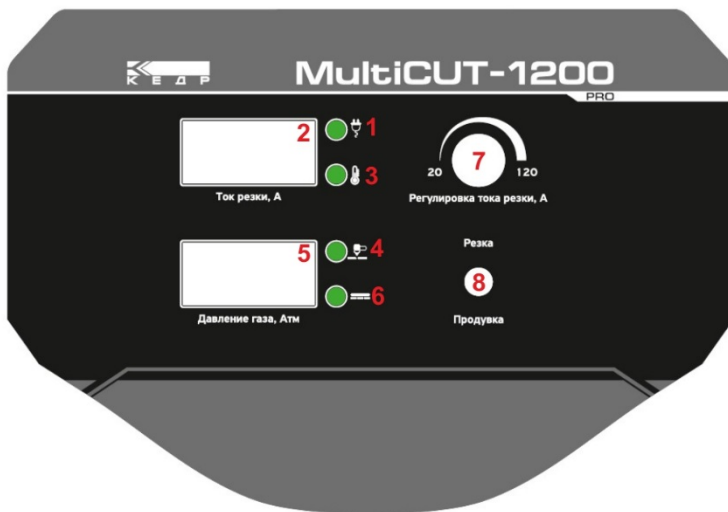 КЕДР
MultiCUT-1200
PRO
2
1
3
Ток резки, А
7
20
120
Регулировка тока резки, А
5
4
6
Давление газа, Атм
Резка
8
Продувка